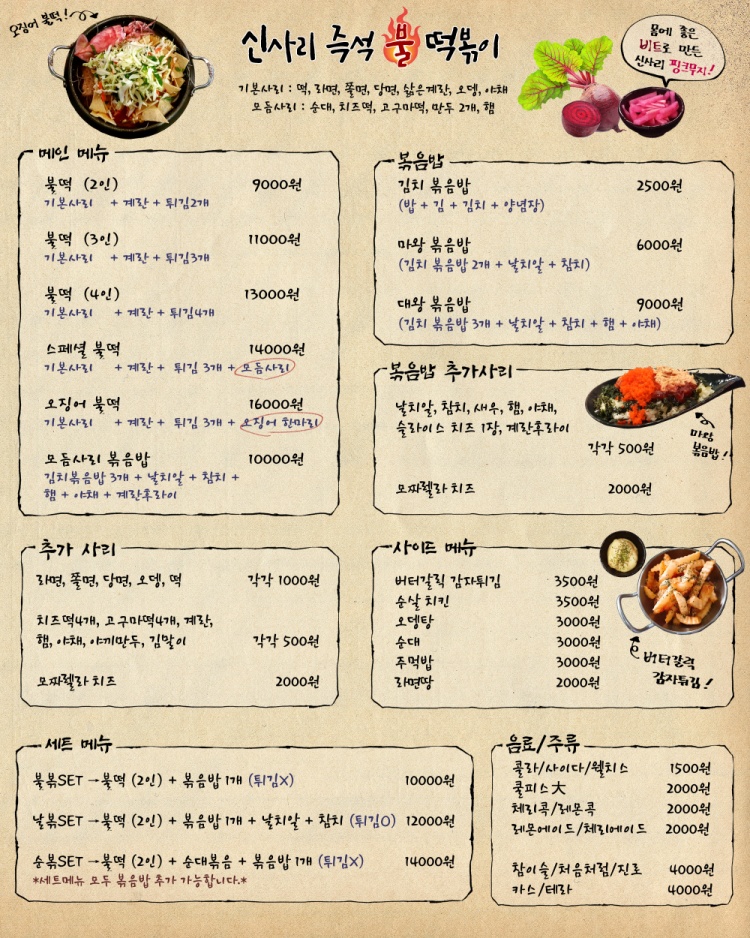 오징어 불떡!
신사리 즉석 불 떡볶이
몸에 좋은
비트로 만든
신사리 핑크무지!
기본사리 : 떡, 라면, 쫄면, 당면, 삶은계란, 오뎅, 야채
모듬사리 : 순대, 치즈떡, 고구마떡, 만두 2개, 햄
메인 메뉴
불떡 (2인) 9000원
기본사리 + 계란 + 튀김2개
불떡 (3인) 11000원
기본사리 + 계란 + 튀김3개
불떡 (4인) 13000원
기본사리 + 계란 + 튀김4개
스페셜 불떡 14000원
기본사리 + 계란 + 튀김 3개 + 모듬사리
오징어 불떡 16000원
기본사리 + 계란 + 튀김 3개 + 오징어 한마리
모듬사리 볶음밥 10000원
김치볶음밥 3개 + 날치알 + 참치 +
햄 + 야채 + 계란후라이
볶음밥
김치 볶음밥 2500원
(밥 + 김 + 김치 + 양념장)
마왕 볶음밥 6000원
(김치 볶음밥 2개 + 날치알 + 참치)
대왕 볶음밥 9000원
(김치 볶음밥 3개 + 날치알 + 참치 + 햄 + 야채)
볶음밥 추가사리
날치알, 참치, 새우, 햄, 야채,
슬라이스 치즈 1장, 계란후라이
각각 500원
모짜렐라 치즈 2000원
마왕
볶음밥!
추가 사리
라면, 쫄면, 당면, 오뎅, 떡 각각 1000원
치즈떡4개, 고구마떡4개, 계란,
햄, 야채, 야끼만두, 김말이 각각 500원
모짜렐라 치즈 2000원
사이드 메뉴
버터갈릭 감자튀김 3500원
순살 치킨 3500원
오뎅탕 3000원
순대 3000원
주먹밥 3000원
라면땅 2000원
버터갈릭
감자튀김!
세트 메뉴
불볶SET →불떡 (2인) + 볶음밥 1개 (튀김X) 10000원
날볶SET →불떡 (2인) + 볶음밥 1개 + 날치알 + 참치 (튀김O) 12000원
순볶SET →불떡 (2인) + 순대볶음 + 볶음밥 1개 (튀김X) 14000원
*세트메뉴 모두 볶음밥 추가 가능합니다.*
음료/주류
콜라/사이다/웰치스 1500원
쿨피스大 2000원
체리콕/레몬콕 2000원
레몬에이드/체리에이드 2000원
참이슬/처음처럼/진로 4000원
카스/테라 4000원